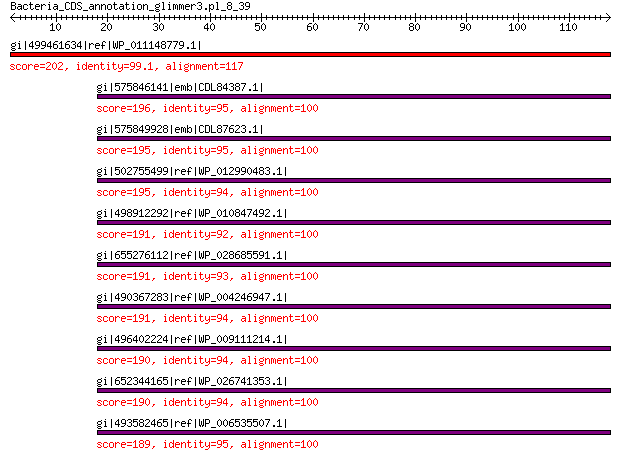 Bacteria_CDS_annotation_glimmer3.pl_8_39
10 20 30 40 50 60 70 80 90 100 110
gi|499461634|ref|WP_011148779.1|
score=202, identity=99.1, alignment=117
gi|575846141|emb|CDL84387.1|
score=196, identity=95, alignment=100
gi|575849928|emb|CDL87623.1|
score=195, identity=95, alignment=100
gi|502755499|ref|WP_012990483.1|
score=195, identity=94, alignment=100
gi|498912292|ref|WP_010847492.1|
score=191, identity=92, alignment=100
gi|655276112|ref|WP_028685591.1|
score=191, identity=93, alignment=100
gi|490367283|ref|WP_004246947.1|
score=191, identity=94, alignment=100
gi|496402224|ref|WP_009111214.1|
score=190, identity=94, alignment=100
gi|652344165|ref|WP_026741353.1|
score=190, identity=94, alignment=100
gi|493582465|ref|WP_006535507.1|
score=189, identity=95, alignment=100